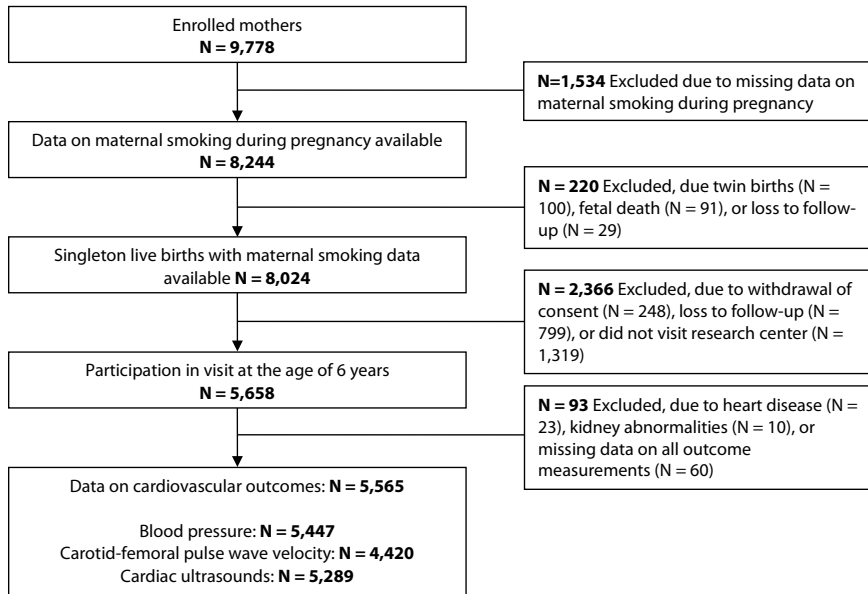 Enrolled mothers
N = 9,778
N=1,534 Excluded due to missing data on
maternal smoking during pregnancy
Data on maternal smoking during pregnancy available
N = 8,244
N = 220 Excluded, due twin births (N =
100), fetal death (N = 91), or loss to follow-
up (N = 29)
Singleton live births with maternal smoking data
available N = 8,024
N = 2,366 Excluded, due to withdrawal of
consent (N = 248), loss to follow-up (N =
799), or did not visit research center (N =
1,319)
Participation in visit at the age of 6 years
N = 5,658
N = 93 Excluded, due to heart disease (N =
23), kidney abnormalities (N = 10), or
missing data on all outcome
measurements (N = 60)
Data on cardiovascular outcomes: N = 5,565
Blood pressure: N = 5,447
Carotid-femoral pulse wave velocity: N = 4,420
Cardiac ultrasounds: N = 5,289